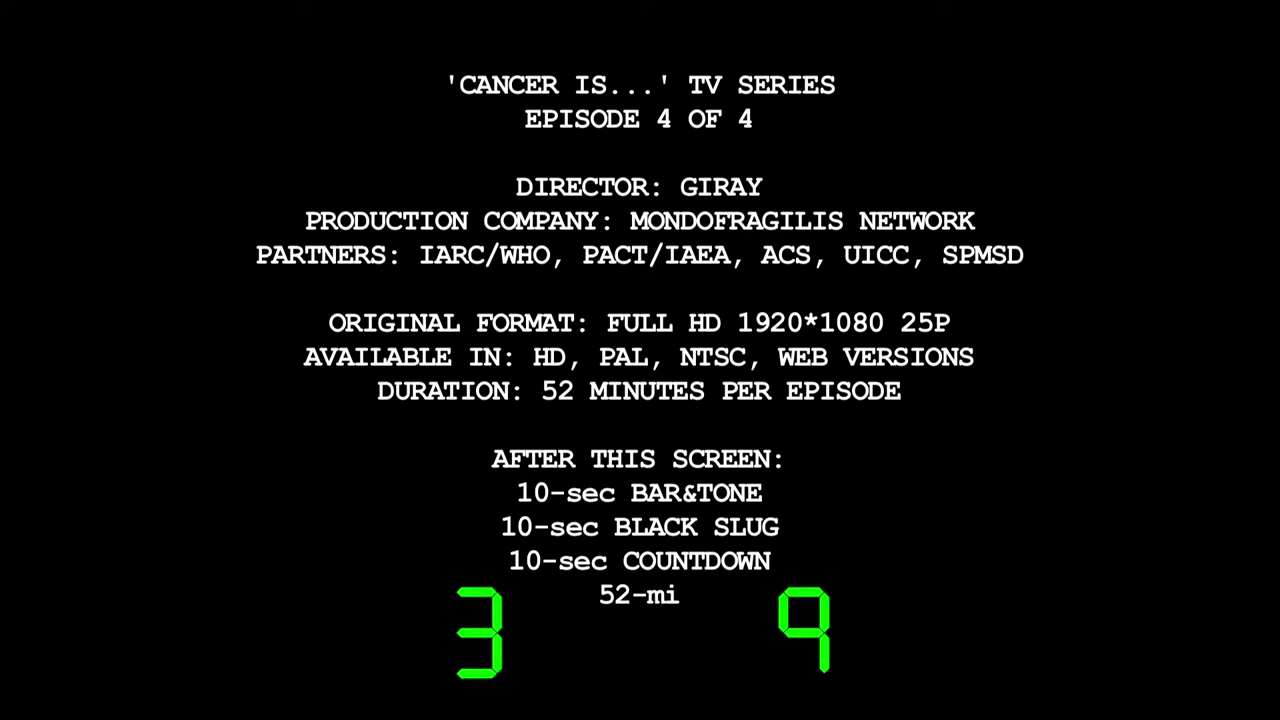 'CANCER IS...' TV SERIES
EPISODE 4 OF 4
DIRECTOR: GIRAY
PRODUCTION COMPANY: MONDOFRAGILIS NETWORK
PARTNERS: IARC/WHO, PACT/IAEA, ACS, UICC, SPMSD
ORIGINAL FORMAT: FULL HD 1920*1080 25P
AVAILABLE IN: HD, PAL, NTSC, WEB VERSIONS
DURATION: 52 MINUTES PER EPISODE
AFTER THIS SCREEN:
10-sec BAR&TONE
10-sec BLACK SLUG
10-sec COUNTDOWN
52-mi
3 9